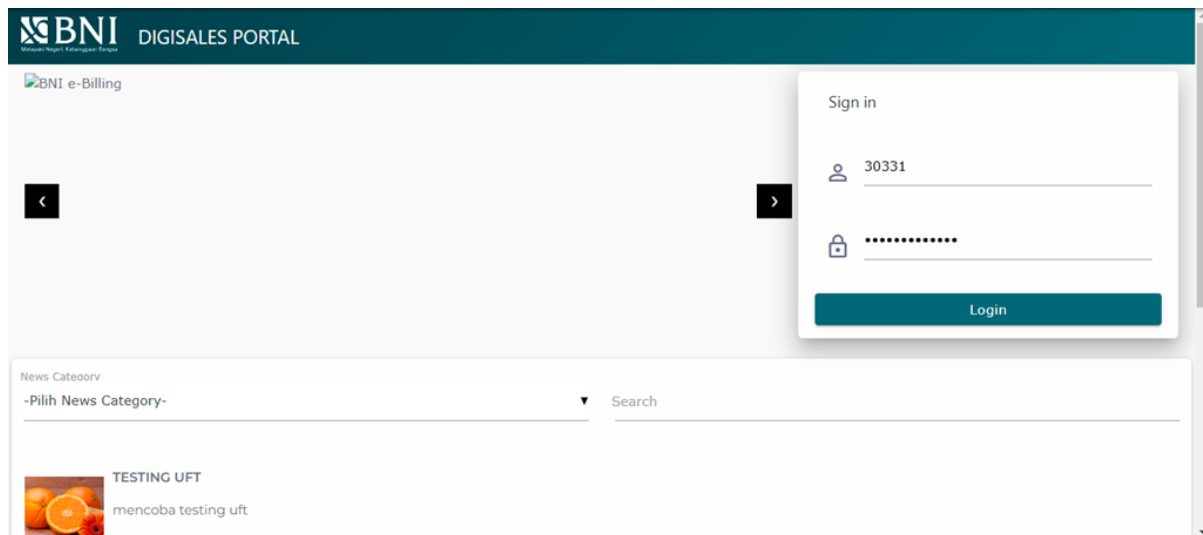 BNI DIGISALES PORTAL
Melayani Negeri, Kebanggaan Bangsa
BNI e-Billing
Sign in
30331
•••••••••••••
Login
News Category
-Pilih News Category-
Search
TESTING UFT
mencoba testing uft